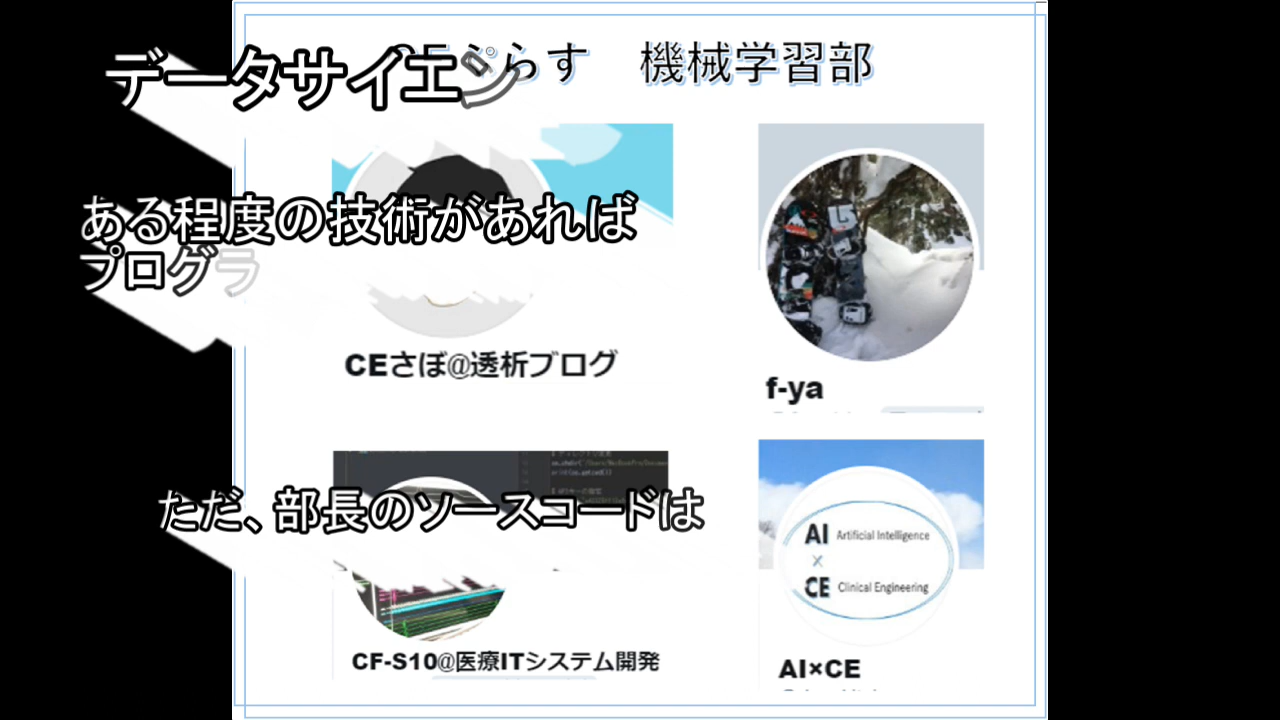 データサイエン
ぷらす 機械学習部
ある程度の技術があれば
プログラ
CEさぼ@透析ブログ
f-ya
ただ、部長のソースコードは
AI Artificial Intelligence
×
CE Clinical Engineering
CF-S10@医療ITシステム開発
AI×CE